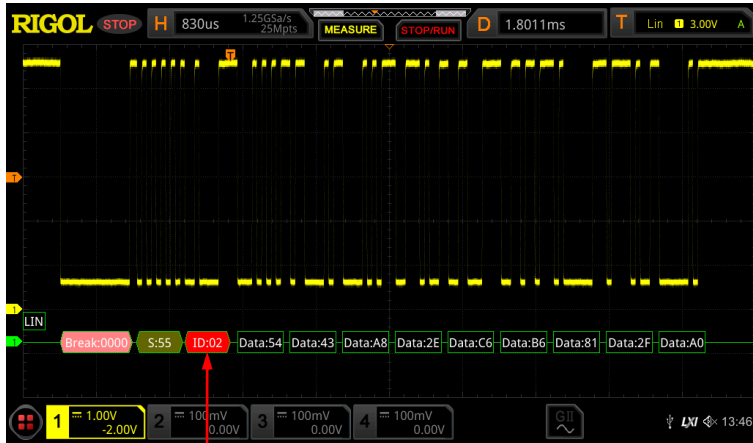 RIGOL STOP H 830us 1.25GSa/s 25Mpts MEASURE STOP/RUN D 1.8011ms T Lin 1 3.00V A
T
T
1
LIN
1 Break:0000 S:55 ID:02 Data:54 Data:43 Data:A8 Data:2E Data:C6 Data:B6 Data:81 Data:2F Data:A0
1 1.00V -2.00V 2 100mV 0.00V 3 100mV 0.00V 4 100mV 0.00V GII LXI 13:46